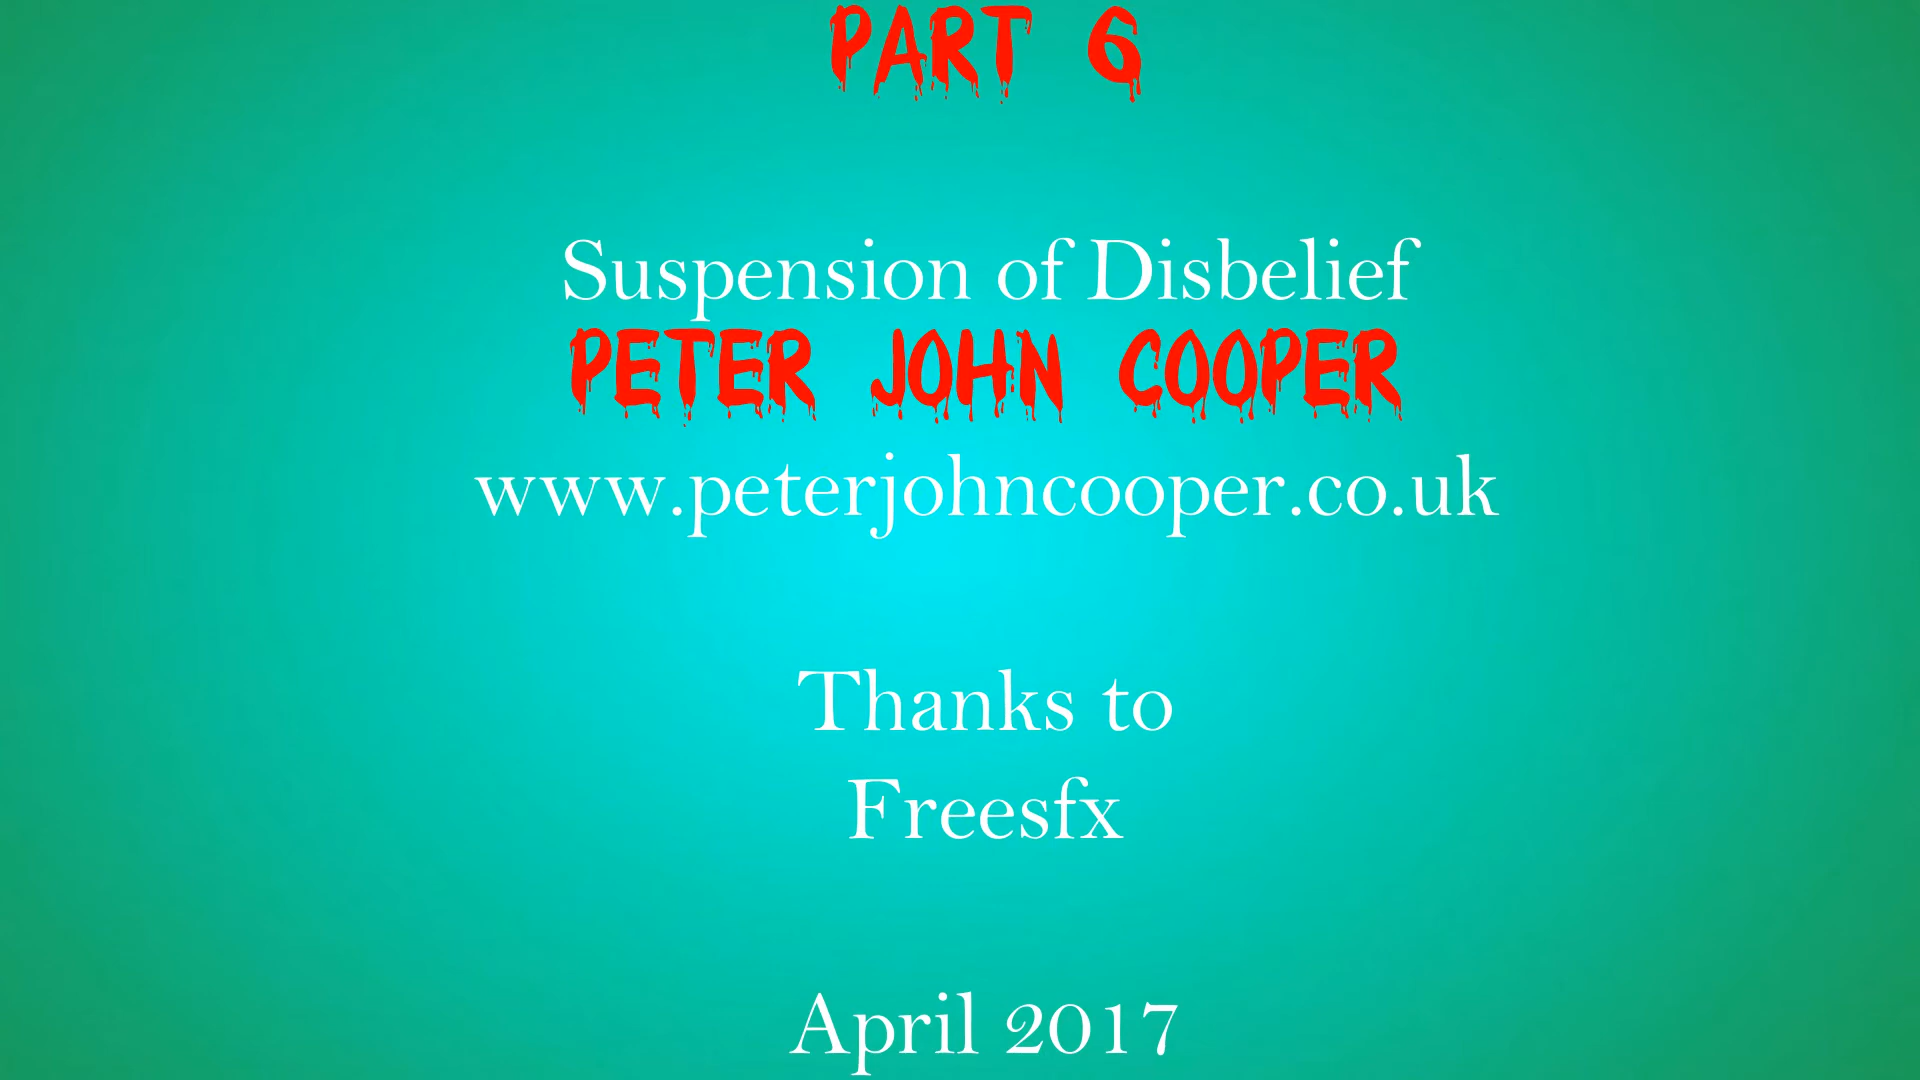 PART 6
Suspension of Disbelief
PETER JOHN COOPER
www.peterjohncooper.co.uk
Thanks to
Freesfx
April 2017